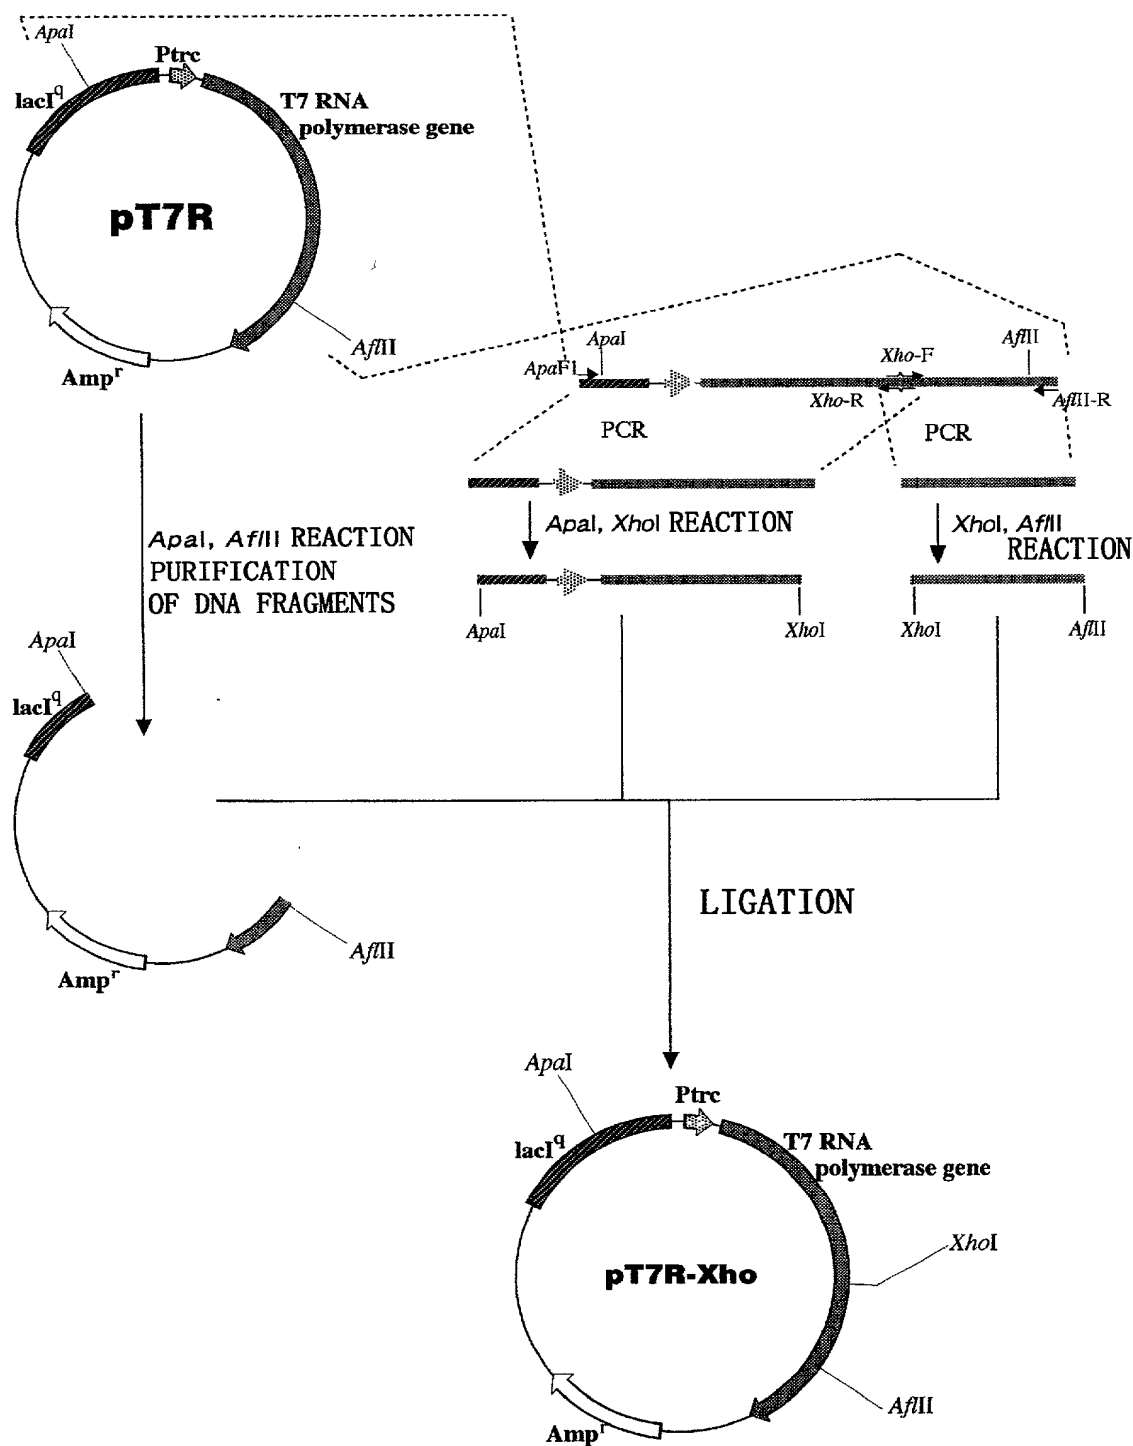 ApaI
Ptrc
lacI^q
T7 RNA
polymerase gene
pT7R
AflII
Amp^r
ApaI
ApaFI
AflII
Xho-F
Xho-R
AflII-R
PCR
PCR
ApaI, XhoI REACTION
XhoI, AflII
REACTION
ApaI, AflII REACTION
PURIFICATION
OF DNA FRAGMENTS
ApaI
XhoI
XhoI
AflII
ApaI
lacI^q
AflII
Amp^r
LIGATION
ApaI
Ptrc
lacI^q
T7 RNA
polymerase gene
XhoI
pT7R-Xho
AflII
Amp^r